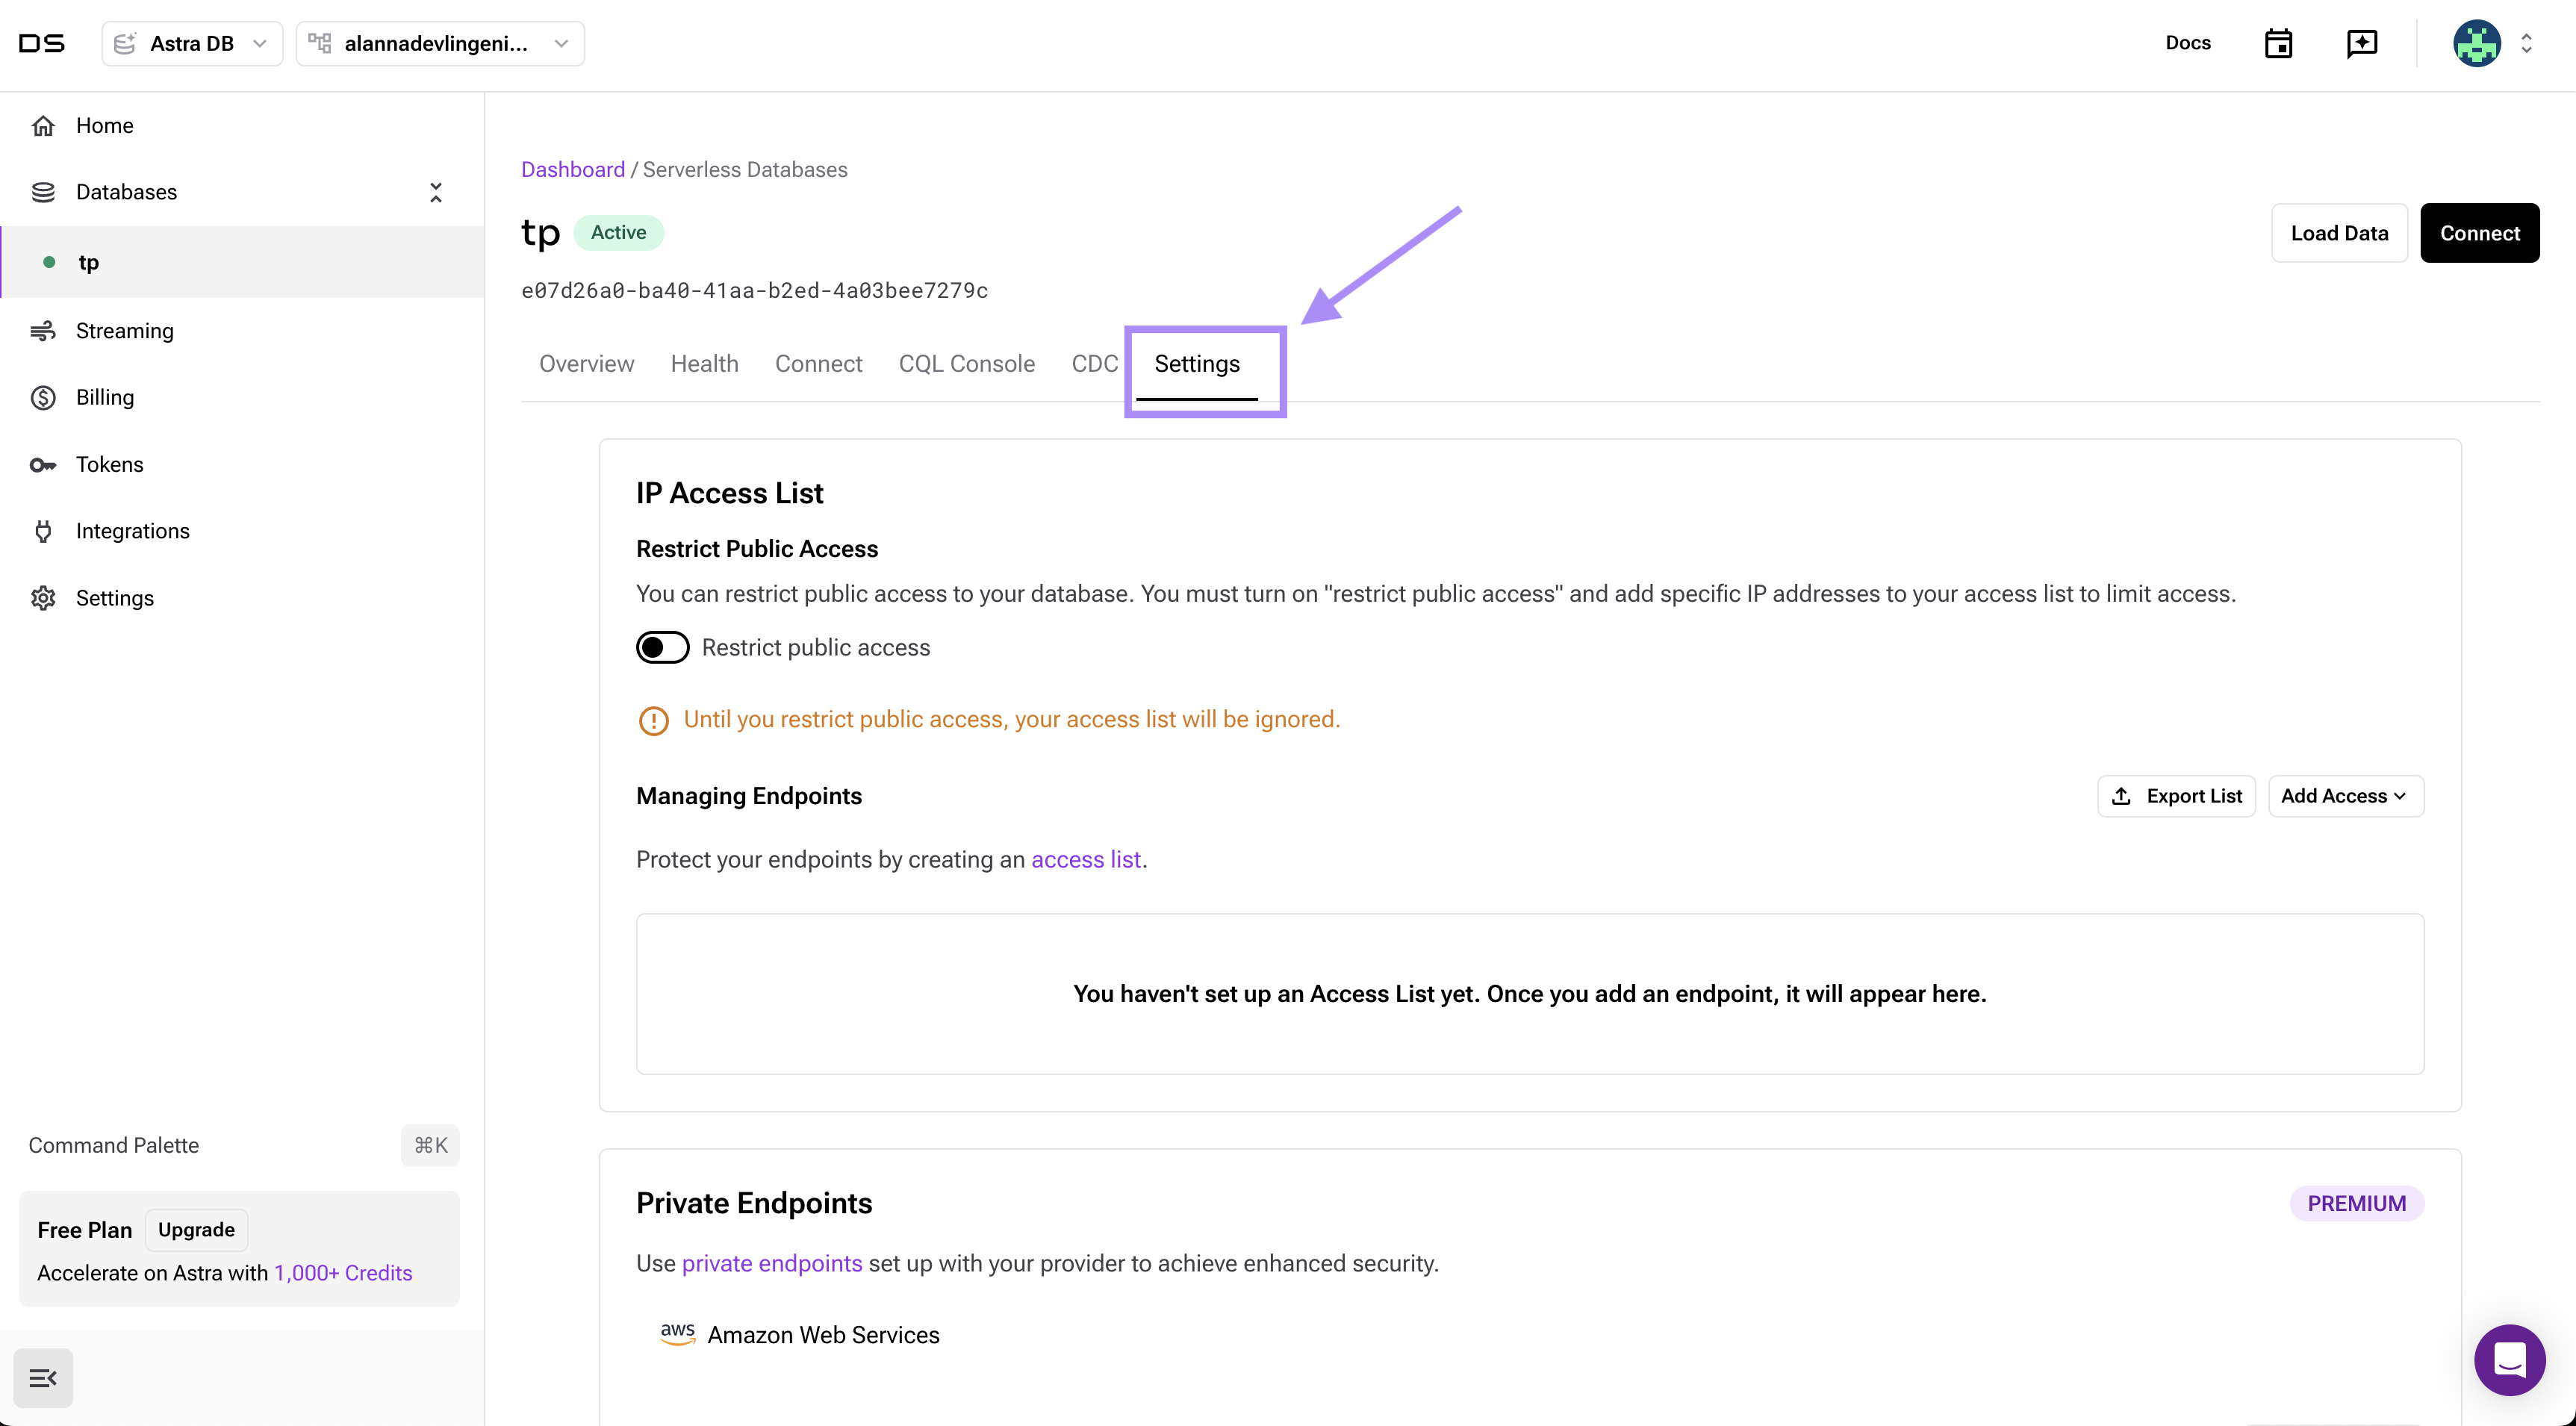 DS
Astra DB
alannadevlingeni...
Docs
Home
Databases
tp
Streaming
Billing
Tokens
Integrations
Settings
Command Palette
⌘K
Free Plan
Upgrade
Accelerate on Astra with 1,000+ Credits
Dashboard / Serverless Databases
tp
Active
e07d26a0-ba40-41aa-b2ed-4a03bee7279c
Load Data
Connect
Overview
Health
Connect
CQL Console
CDC
Settings
IP Access List
Restrict Public Access
You can restrict public access to your database. You must turn on "restrict public access" and add specific IP addresses to your access list to limit access.
Restrict public access
Until you restrict public access, your access list will be ignored.
Managing Endpoints
Export List
Add Access
Protect your endpoints by creating an access list.
You haven't set up an Access List yet. Once you add an endpoint, it will appear here.
Private Endpoints
PREMIUM
Use private endpoints set up with your provider to achieve enhanced security.
aws
Amazon Web Services